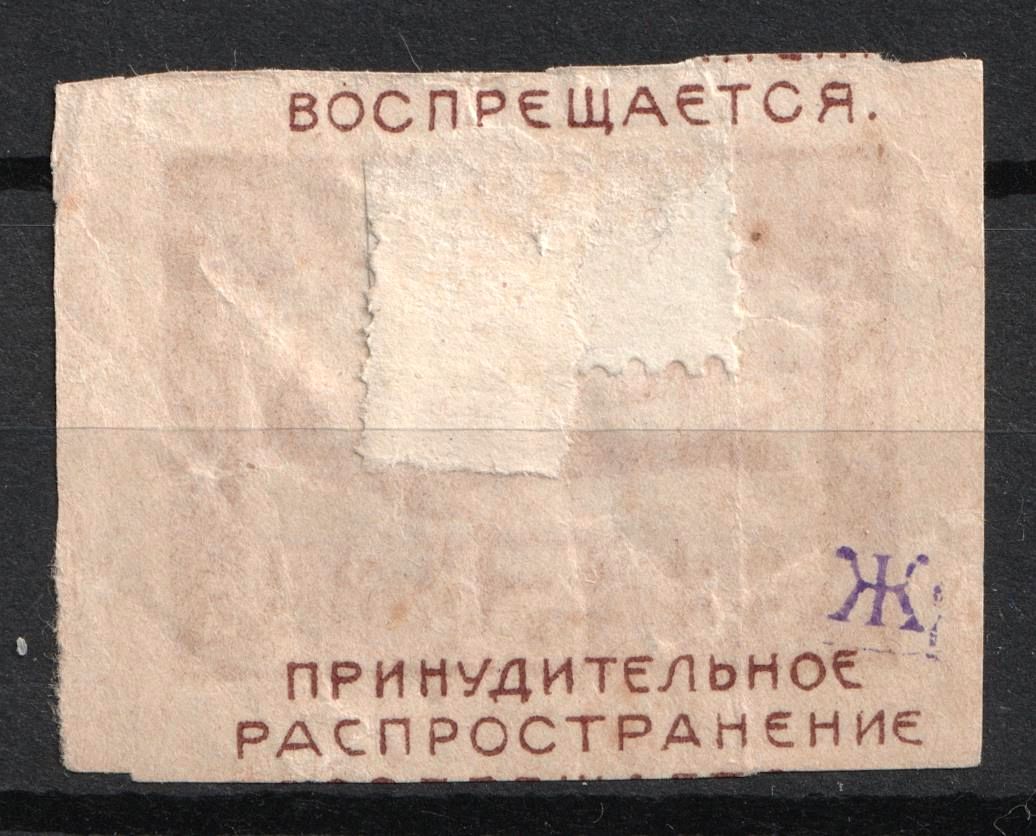 ВОСПРЕЩАЕТСЯ.
Ж
ПРИНУДИТЕЛЬНОЕ
РАСПРОСТРАНЕНИЕ